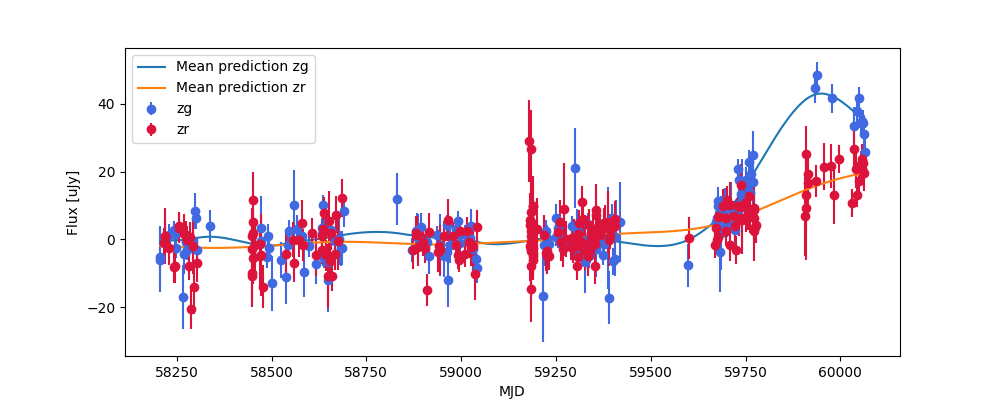 Mean prediction zg
Mean prediction zr
zg
zr
Flux [uJy]
40
20
0
−20
58250 58500 58750 59000 59250 59500 59750 60000
MJD